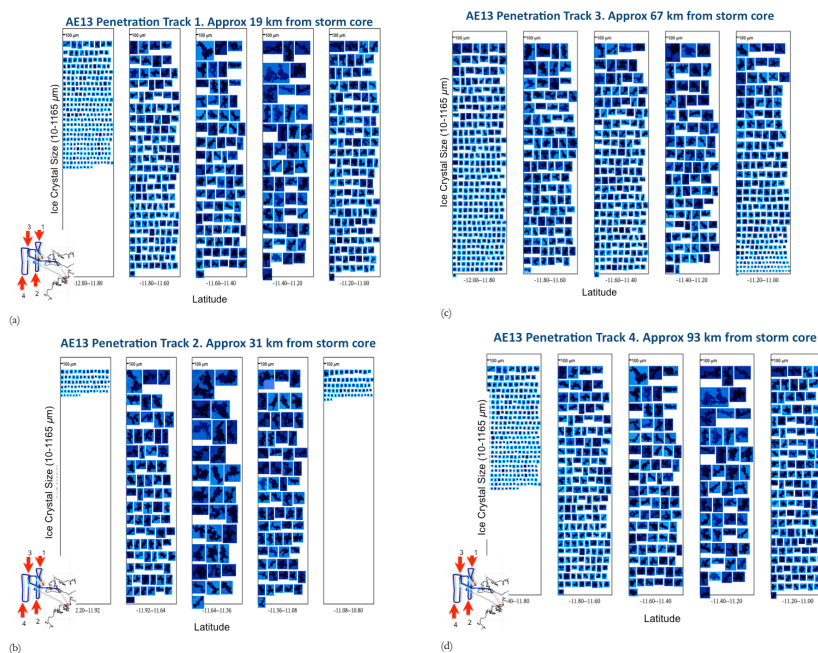 AE13 Penetration Track 1. Approx 19 km from storm core
100 µm 100 µm 100 µm 100 µm 100 µm
Ice Crystal Size (10-1165 µm)
3 1
4 2
-12.00–-11.80 -11.80–-11.60 -11.60–-11.40 -11.40–-11.20 -11.20–-11.00
Latitude
(a)
AE13 Penetration Track 3. Approx 67 km from storm core
100 µm 100 µm 100 µm 100 µm 100 µm
Ice Crystal Size (10-1165 µm)
-12.00–-11.80 -11.80–-11.60 -11.60–-11.40 -11.40–-11.20 -11.20–-11.00
Latitude
(c)
AE13 Penetration Track 2. Approx 31 km from storm core
100 µm 100 µm 100 µm 100 µm 100 µm
Ice Crystal Size (10-1165 µm)
3 1
4 2
2.20–-11.92 -11.92–-11.64 -11.64–-11.36 -11.36–-11.08 -11.08–-10.80
Latitude
(b)
AE13 Penetration Track 4. Approx 93 km from storm core
100 µm 100 µm 100 µm 100 µm 100 µm
Ice Crystal Size (10-1165 µm)
3 1
4 2
-11.80 -11.80–-11.60 -11.60–-11.40 -11.40–-11.20 -11.20–-11.00
Latitude
(d)